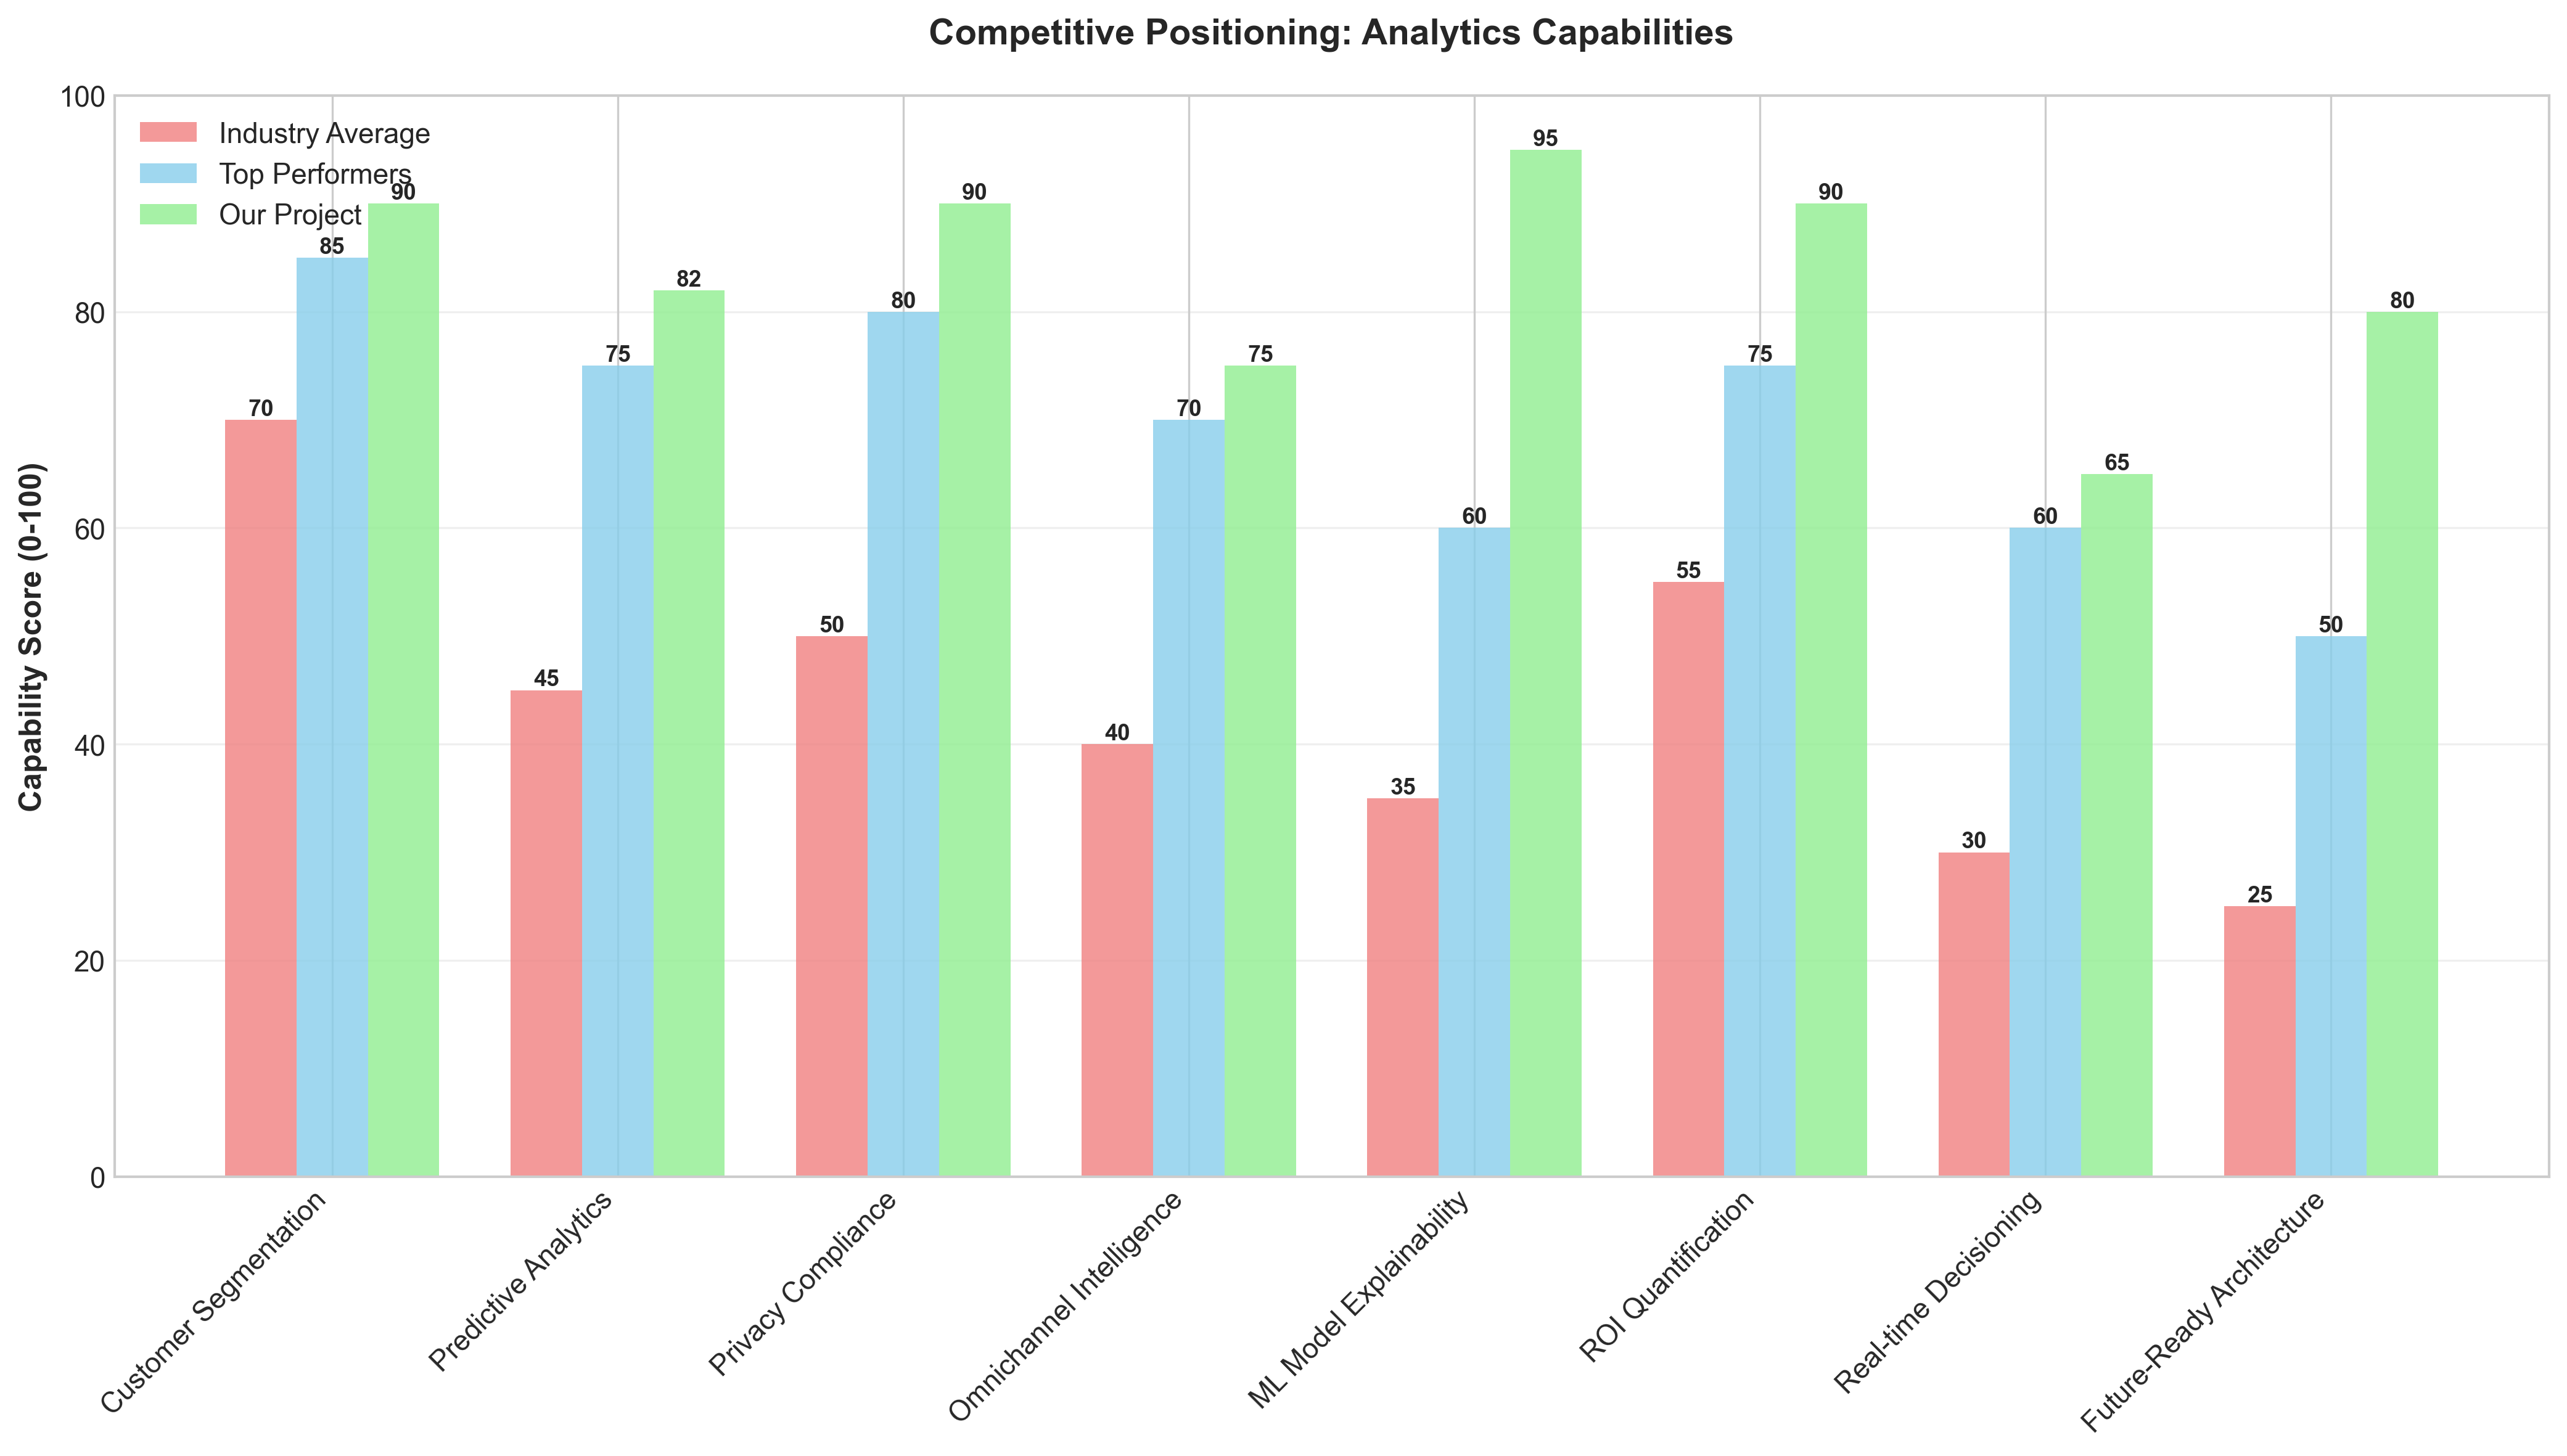 Competitive Positioning: Analytics Capabilities
Capability Score (0-100)
100
80
60
40
20
0
Industry Average
Top Performers
Our Project
70
85
90
45
75
82
50
80
90
40
70
75
35
60
95
55
75
90
30
60
65
25
50
80
Customer Segmentation
Predictive Analytics
Privacy Compliance
Omnichannel Intelligence
ML Model Explainability
ROI Quantification
Real-time Decisioning
Future-Ready Architecture